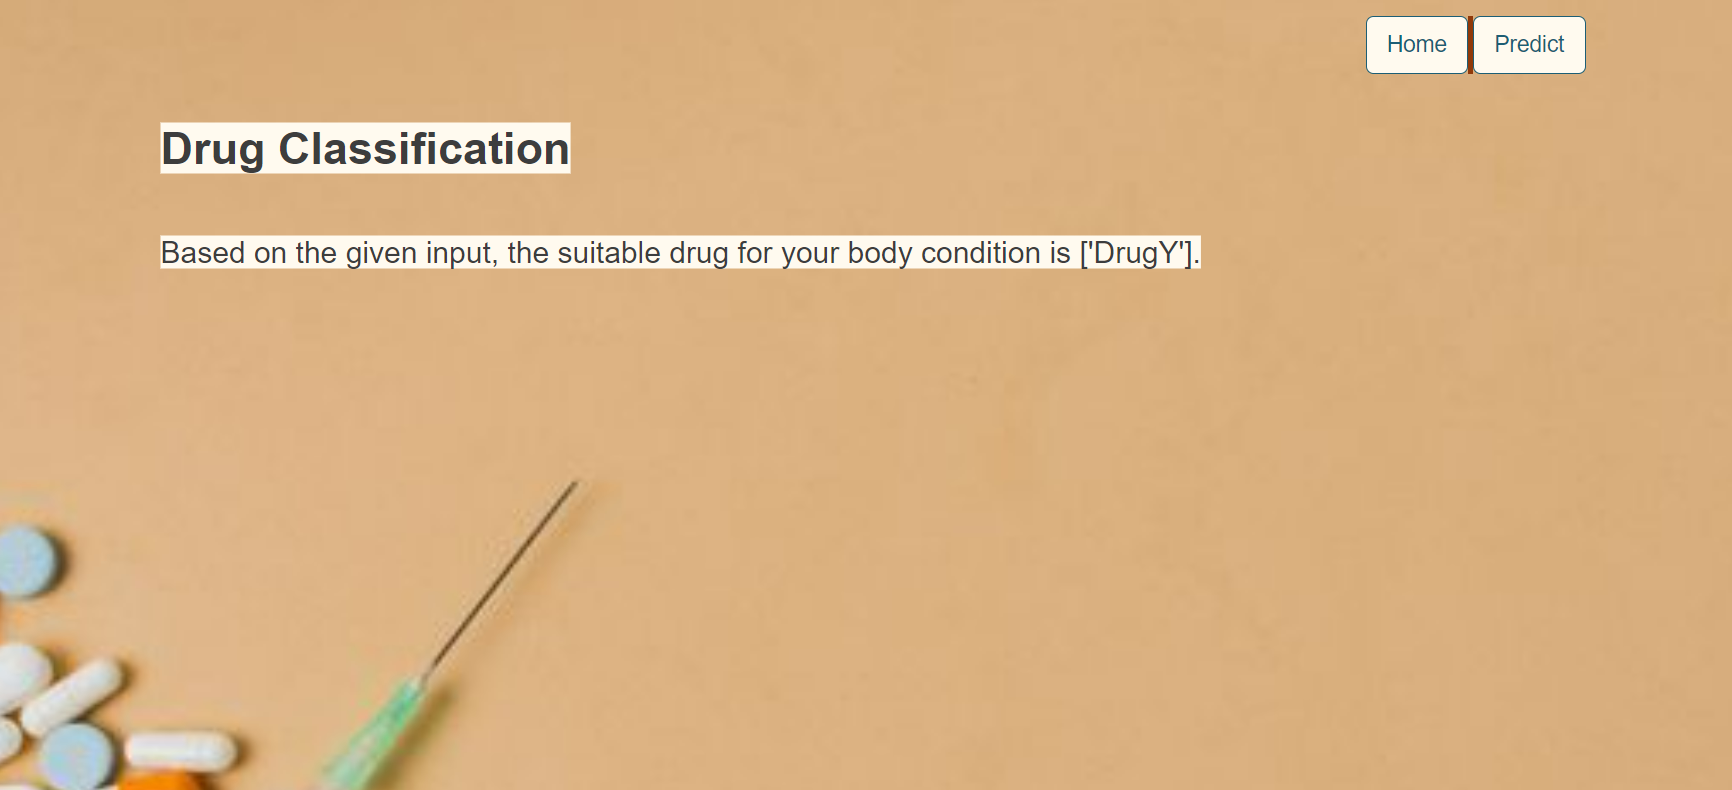 Home Predict
Drug Classification
Based on the given input, the suitable drug for your body condition is ['DrugY'].